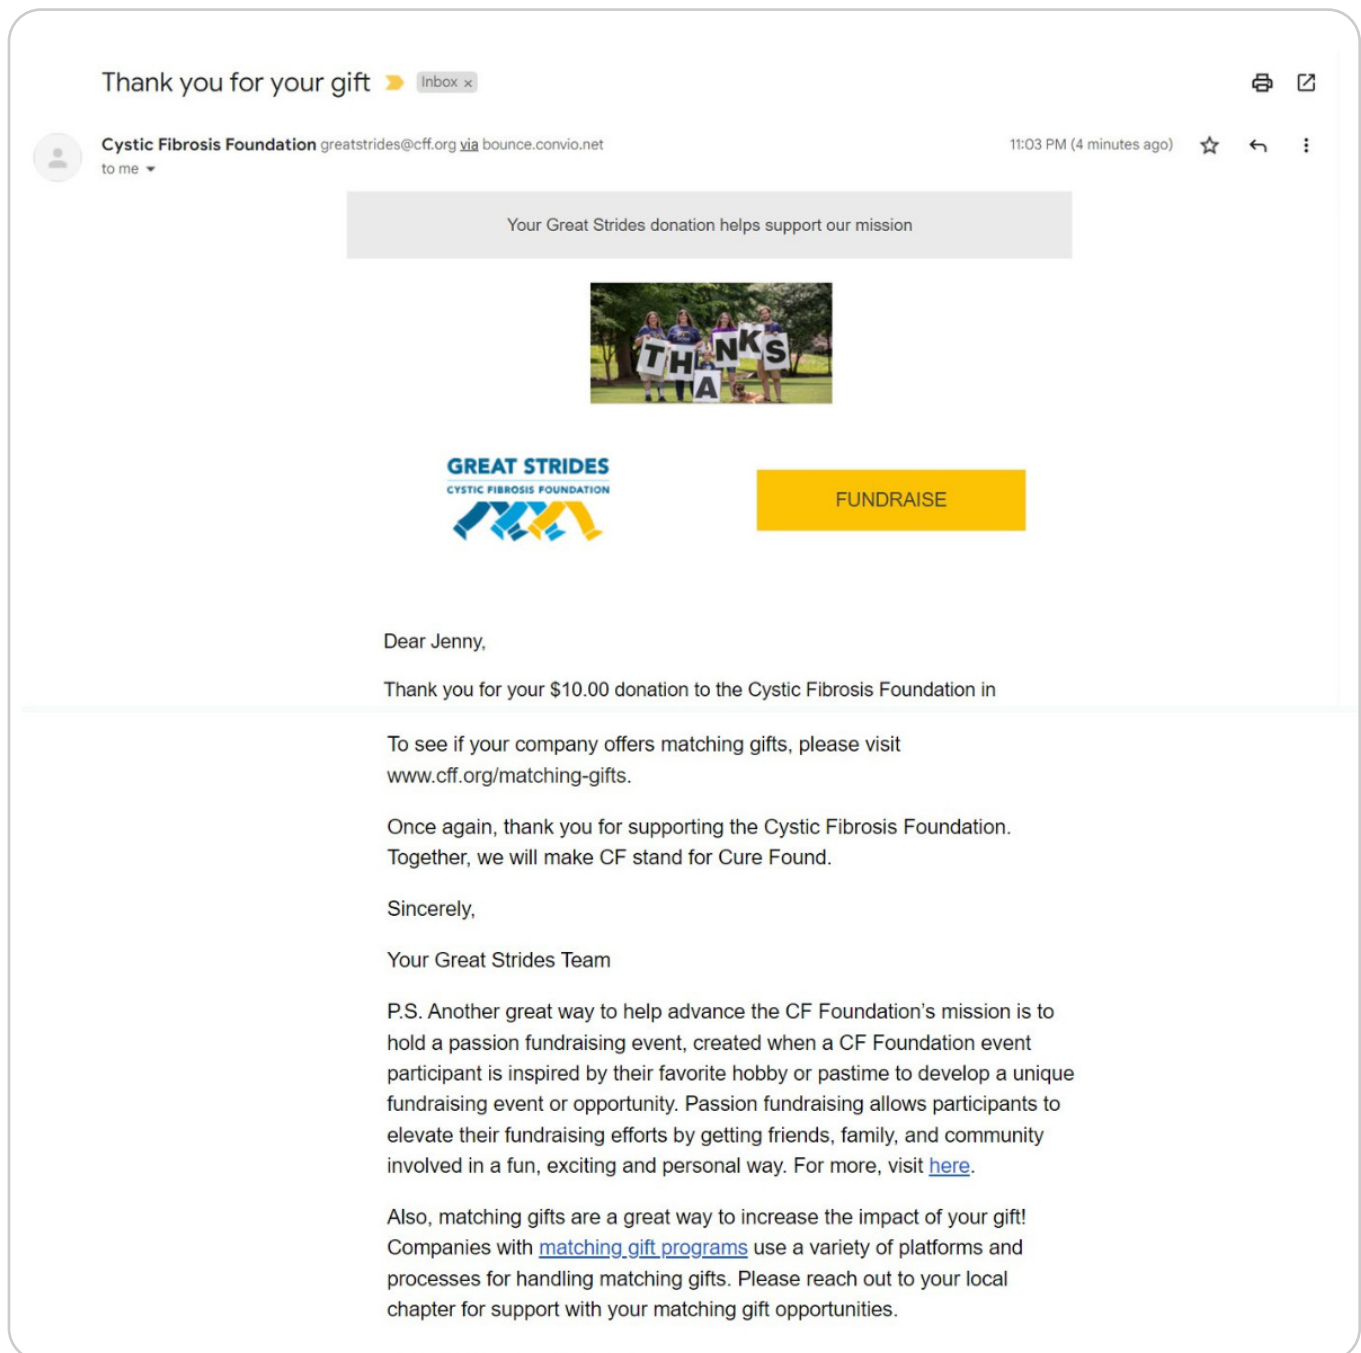 Thank you for your gift Inbox x
Cystic Fibrosis Foundation greatstrides@cff.org via bounce.convio.net 11:03 PM (4 minutes ago)
to me
Your Great Strides donation helps support our mission
THANKS
GREAT STRIDES
CYSTIC FIBROSIS FOUNDATION
FUNDRAISE
Dear Jenny,
Thank you for your $10.00 donation to the Cystic Fibrosis Foundation in
To see if your company offers matching gifts, please visit
www.cff.org/matching-gifts.
Once again, thank you for supporting the Cystic Fibrosis Foundation.
Together, we will make CF stand for Cure Found.
Sincerely,
Your Great Strides Team
P.S. Another great way to help advance the CF Foundation’s mission is to
hold a passion fundraising event, created when a CF Foundation event
participant is inspired by their favorite hobby or pastime to develop a unique
fundraising event or opportunity. Passion fundraising allows participants to
elevate their fundraising efforts by getting friends, family, and community
involved in a fun, exciting and personal way. For more, visit here.
Also, matching gifts are a great way to increase the impact of your gift!
Companies with matching gift programs use a variety of platforms and
processes for handling matching gifts. Please reach out to your local
chapter for support with your matching gift opportunities.